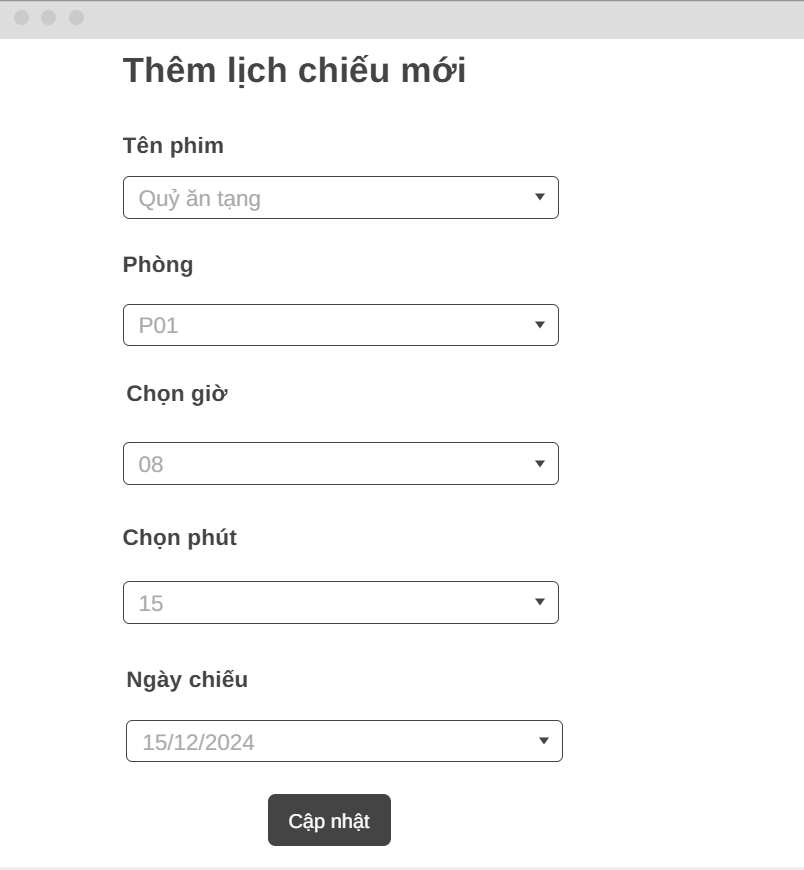 Thêm lịch chiếu mới
Tên phim
Quỷ ăn tạng
Phòng
P01
Chọn giờ
08
Chọn phút
15
Ngày chiếu
15/12/2024
Cập nhật